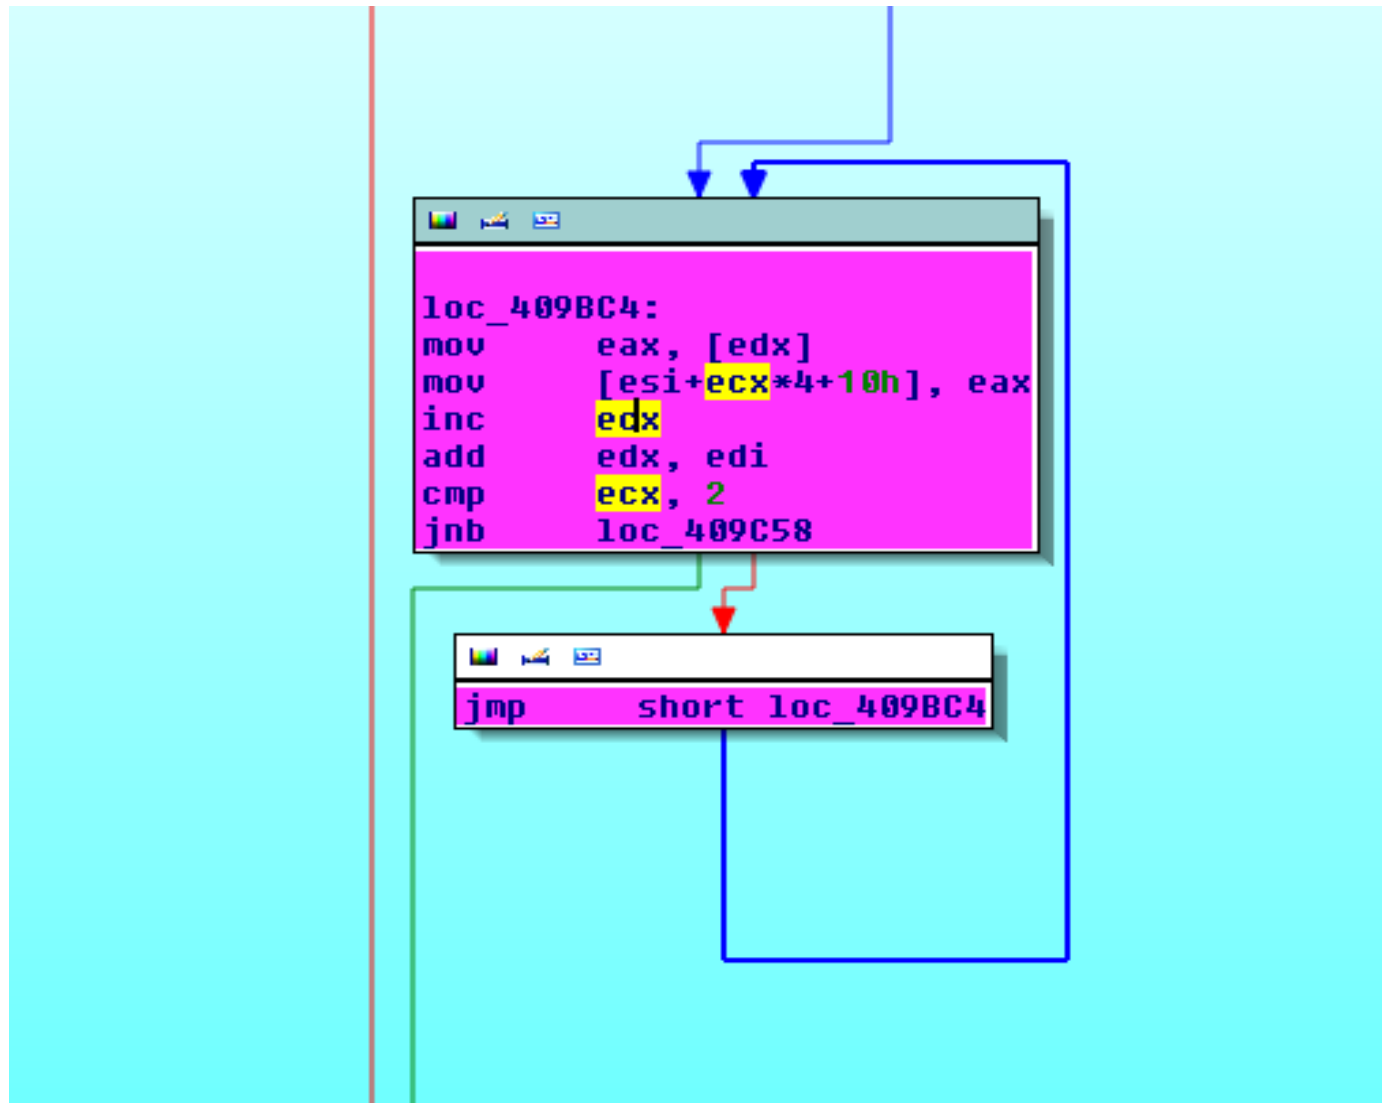 loc_409BC4:
mov eax, [edx]
mov [esi+ecx*4+10h], eax
inc ecx
add edx, edi
cmp ecx, 2
jnb loc_409C58
jmp short loc_409BC4